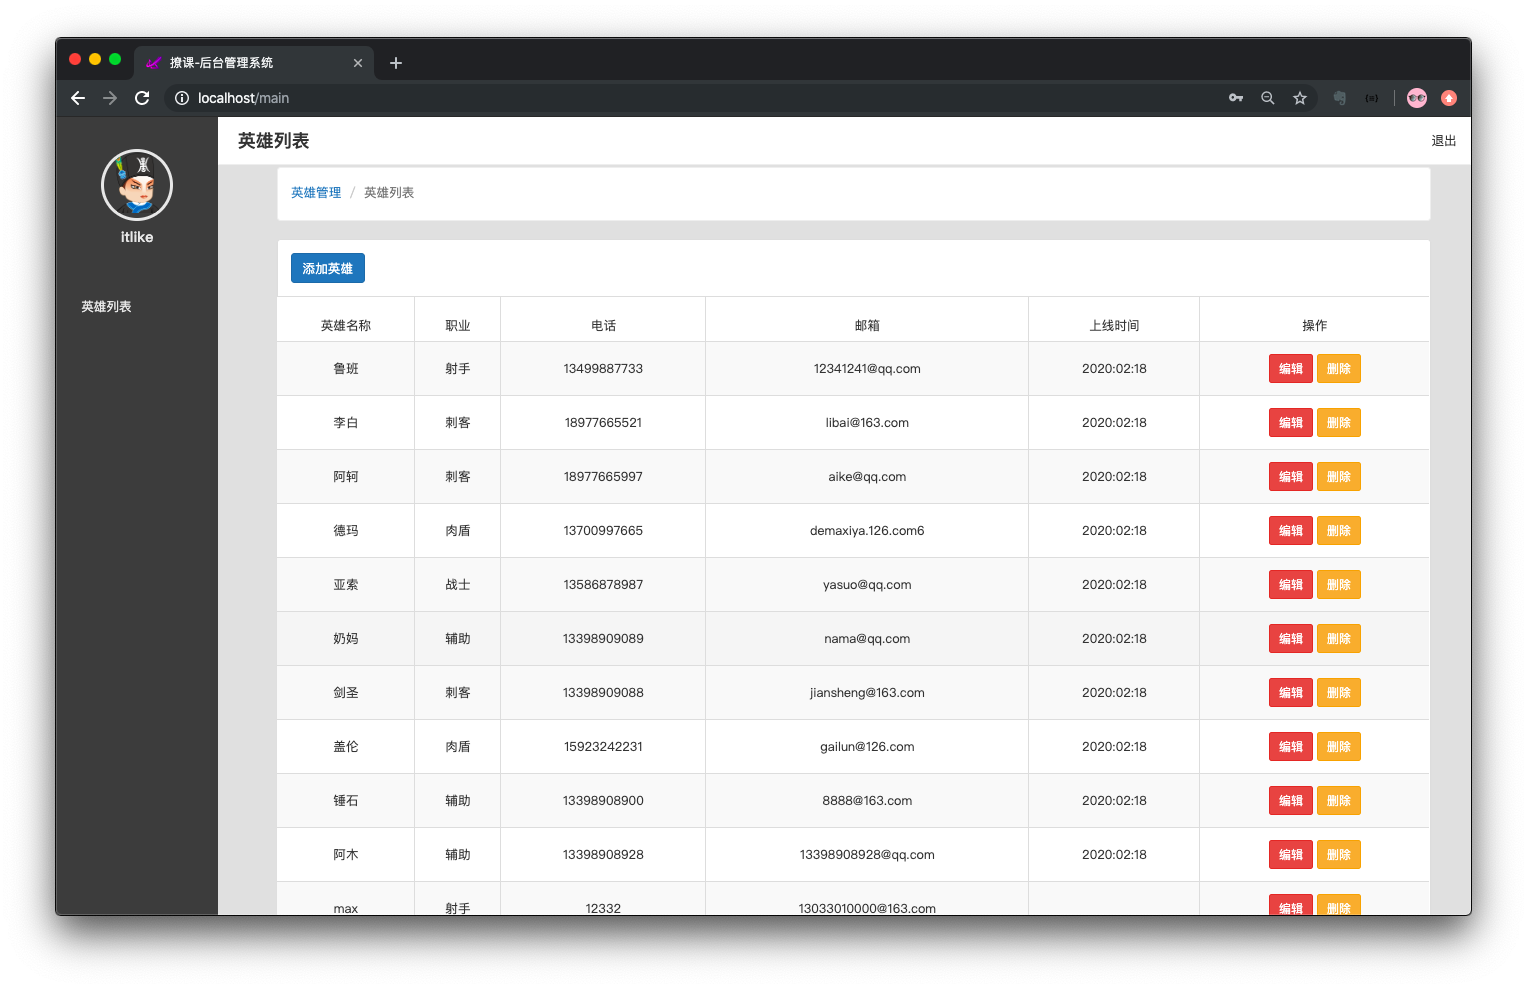 撩课-后台管理系统
localhost/main
itlike
英雄列表
英雄列表
退出
英雄管理 / 英雄列表
添加英雄
英雄名称 职业 电话 邮箱 上线时间 操作
鲁班 射手 13499887733 12341241@qq.com 2020:02:18 编辑 删除
李白 刺客 18977665521 libai@163.com 2020:02:18 编辑 删除
阿轲 刺客 18977665997 aike@qq.com 2020:02:18 编辑 删除
德玛 肉盾 13700997665 demaxiya.126.com6 2020:02:18 编辑 删除
亚索 战士 13586878987 yasuo@qq.com 2020:02:18 编辑 删除
奶妈 辅助 13398909089 nama@qq.com 2020:02:18 编辑 删除
剑圣 刺客 13398909088 jiansheng@163.com 2020:02:18 编辑 删除
盖伦 肉盾 15923242231 gailun@126.com 2020:02:18 编辑 删除
锤石 辅助 13398908900 8888@163.com 2020:02:18 编辑 删除
阿木 辅助 13398908928 13398908928@qq.com 2020:02:18 编辑 删除
max 射手 12332 13033010000@163.com 编辑 删除